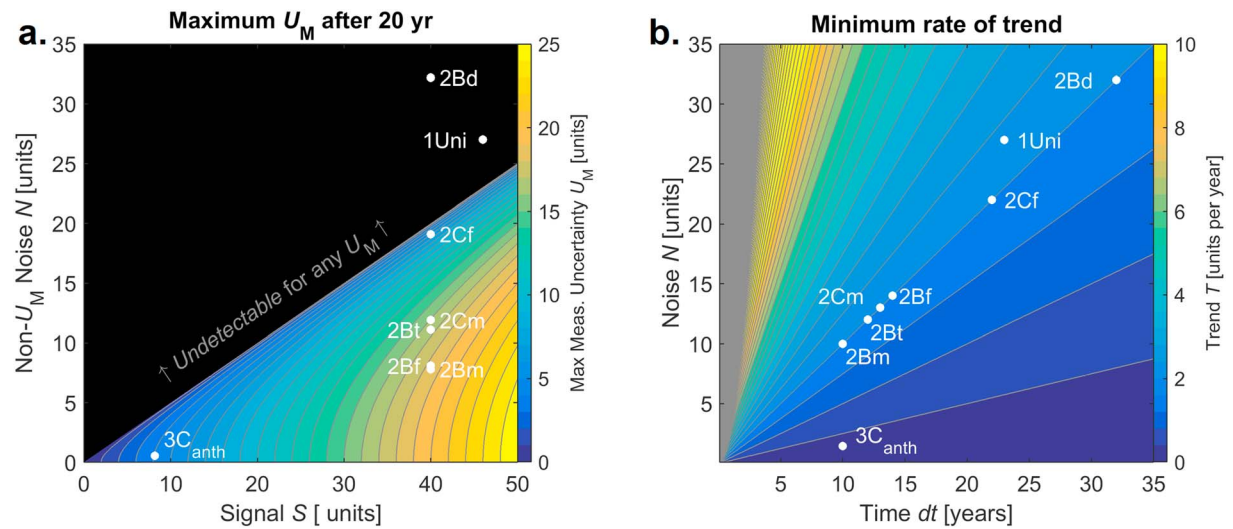 a.
Maximum U_M after 20 yr
35
30
25
20
15
10
5
0
Non-U_M Noise N [units]
2Bd
1Uni
2Cf
↑ Undetectable for any U_M ↑
2Cm
2Bt
2Bf
2Bm
3C_anth
0
10
20
30
40
50
Signal S [ units]
25
20
15
10
5
0
Max Meas. Uncertainty U_M [units]
b.
Minimum rate of trend
35
30
25
20
15
10
5
Noise N [units]
2Bd
1Uni
2Cf
2Cm
2Bf
2Bt
2Bm
3C_anth
5
10
15
20
25
30
35
Time dt [years]
10
8
6
4
2
0
Trend T [units per year]